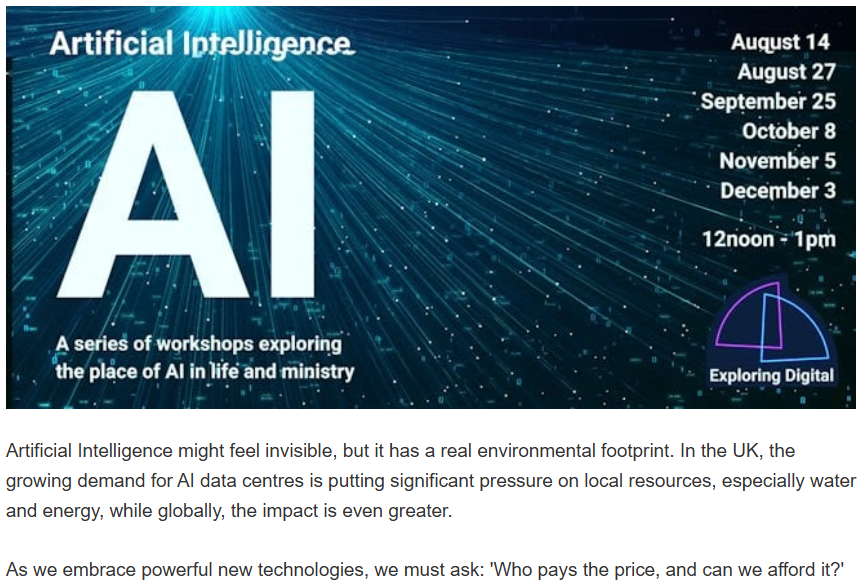 Artificial Intelligence
AI
A series of workshops exploring
the place of AI in life and ministry
August 14
August 27
September 25
October 8
November 5
December 3
12noon - 1pm
Exploring Digital
Artificial Intelligence might feel invisible, but it has a real environmental footprint. In the UK, the
growing demand for AI data centres is putting significant pressure on local resources, especially water
and energy, while globally, the impact is even greater.
As we embrace powerful new technologies, we must ask: 'Who pays the price, and can we afford it?'